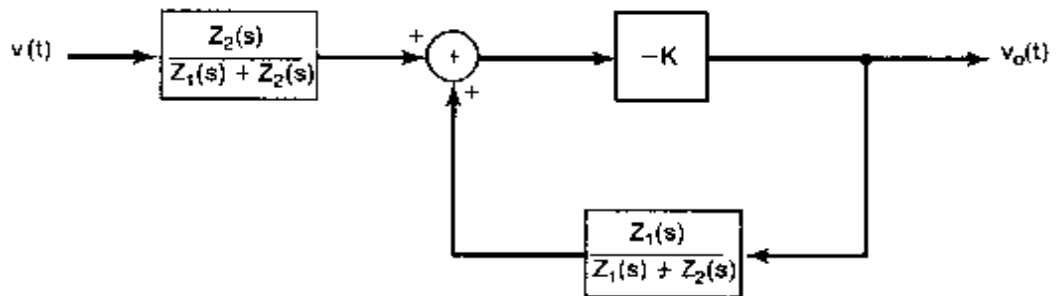 v(t)
Z₂(s)
Z₁(s) + Z₂(s)
+
+
+
−K
vₒ(t)
Z₁(s)
Z₁(s) + Z₂(s)